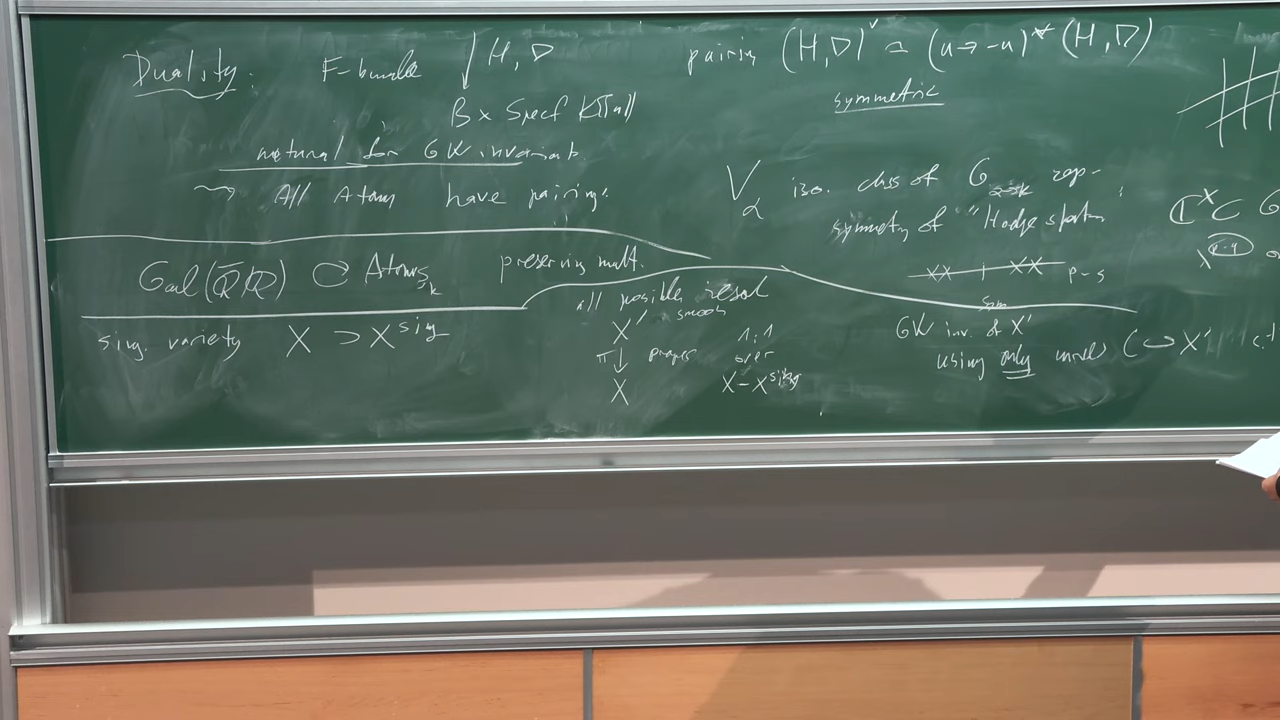 Duality: F-bundle ↓ H, ∇
B × Spec k[[u]]
natural for GW invariants
⇝ All Atoms have pairing.
pairing (H,∇)^∨ = (u→-u)^* (H,∇)
symmetric
V_α iso. class of G rep-
symmetry of "Hodge
p-q
Gal(Q̄/Q) ⟳ Atoms_k preserving mult.
sing. variety X ⊃ X^sing
all possible resol
X' smooth 1:1
π ↓ proper over
X X-X^sing
GW inv. of X'
using only curves C ↪ X'